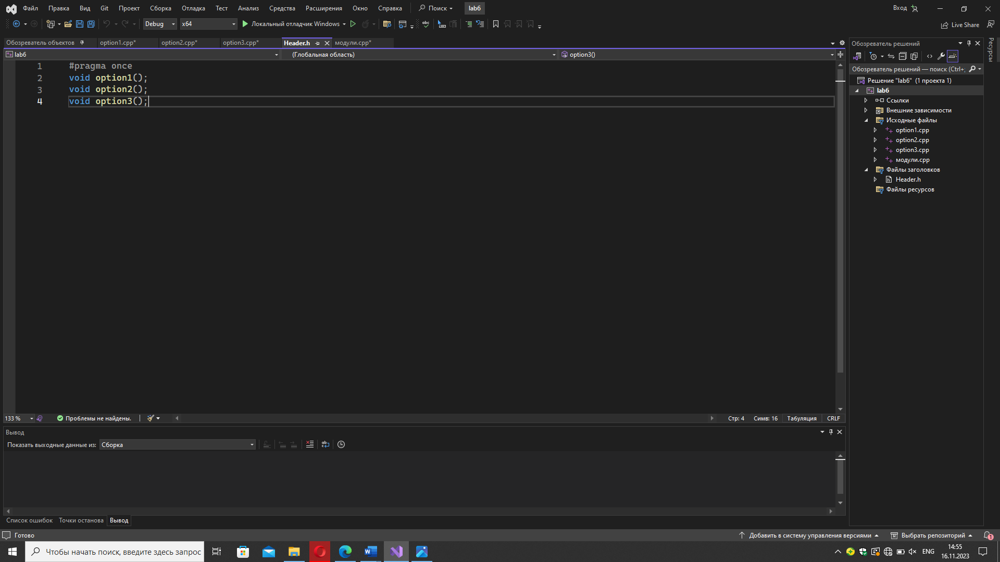 Файл Правка Вид Git Проект Сборка Отладка Тест Анализ Средства Расширения Окно Справка Поиск lab6 Вход
Debug x64 Локальный отладчик Windows Live Share
Обозреватель объектов option1.cpp* option2.cpp* option3.cpp* Header.h модули.cpp*
lab6 (Глобальная область) option3()
1 #pragma once
2 void option1();
3 void option2();
4 void option3();
133 % Проблемы не найдены. Стр: 4 Симв: 16 Табуляция CRLF
Вывод
Показать выходные данные из: Сборка
Список ошибок Точки останова Вывод
Обозреватель решений
Обозреватель решений — поиск (Ctrl+;
Решение "lab6" (1 проекта 1)
lab6
Ссылки
Внешние зависимости
Исходные файлы
option1.cpp
option2.cpp
option3.cpp
модули.cpp
Файлы заголовков
Header.h
Файлы ресурсов
Ресурсы
Готово Добавить в систему управления версиями Выбрать репозиторий 1
Чтобы начать поиск, введите здесь запрос ENG 14:55
16.11.2023